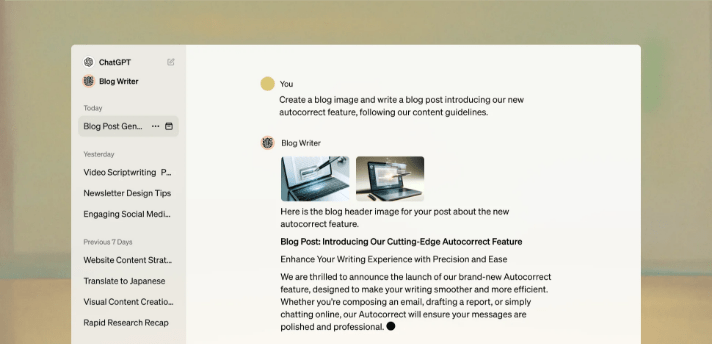 ChatGPT
Blog Writer
Today
Blog Post Gen...
Yesterday
Video Scriptwriting P...
Newsletter Design Tips
Engaging Social Medi...
Previous 7 Days
Website Content Strat...
Translate to Japanese
Visual Content Creatio...
Rapid Research Recap
You
Create a blog image and write a blog post introducing our new
autocorrect feature, following our content guidelines.
Blog Writer
Here is the blog header image for your post about the new
autocorrect feature.
Blog Post: Introducing Our Cutting-Edge Autocorrect Feature
Enhance Your Writing Experience with Precision and Ease
We are thrilled to announce the launch of our brand-new Autocorrect
feature, designed to make your writing smoother and more efficient.
Whether you're composing an email, drafting a report, or simply
chatting online, our Autocorrect will ensure your messages are
polished and professional.